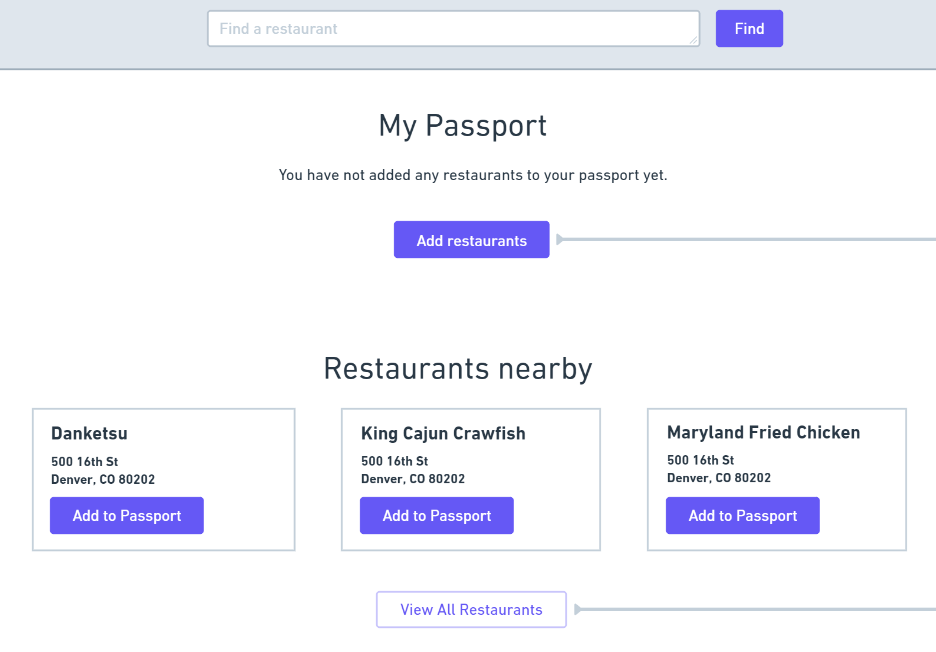 Find a restaurant
Find
My Passport
You have not added any restaurants to your passport yet.
Add restaurants
Restaurants nearby
Danketsu
500 16th St
Denver, CO 80202
Add to Passport
King Cajun Crawfish
500 16th St
Denver, CO 80202
Add to Passport
Maryland Fried Chicken
500 16th St
Denver, CO 80202
Add to Passport
View All Restaurants